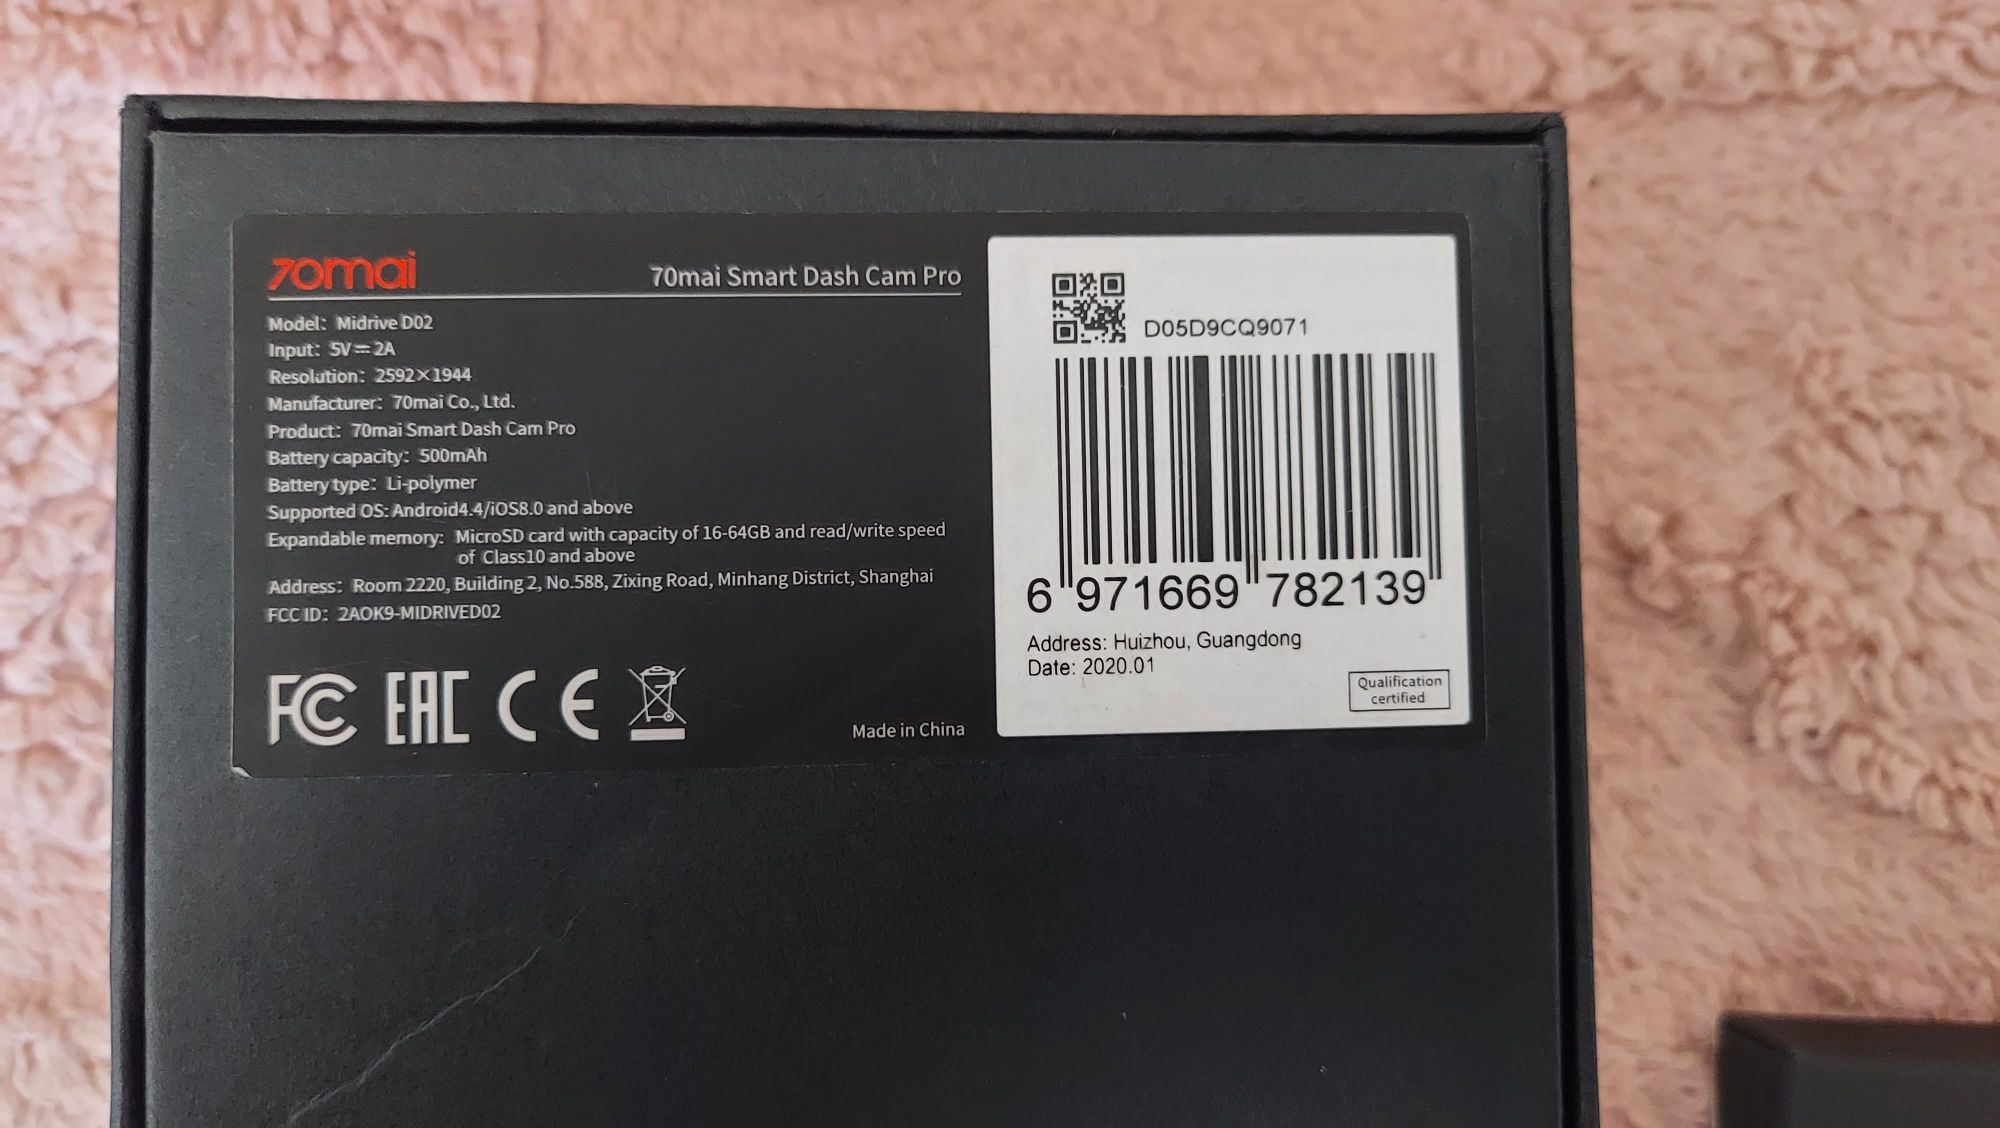 70mai
70mai Smart Dash Cam Pro
Model: Midrive D02
Input: 5V⎓2A
Resolution: 2592×1944
Manufacturer: 70mai Co., Ltd.
Product: 70mai Smart Dash Cam Pro
Battery capacity: 500mAh
Battery type: Li-polymer
Supported OS: Android4.4/iOS8.0 and above
Expandable memory: MicroSD card with capacity of 16-64GB and read/write speed
of Class10 and above
Address: Room 2220, Building 2, No.588, Zixing Road, Minhang District, Shanghai
FCC ID: 2AOK9-MIDRIVED02
FC EAC CE
Made in China
D05D9CQ9071
6 971669 782139
Address: Huizhou, Guangdong
Date: 2020.01
Qualification
certified